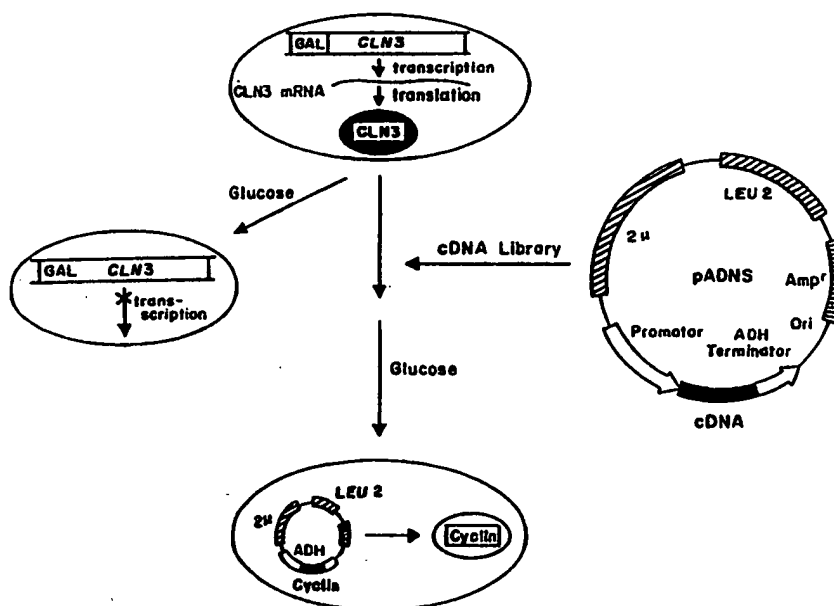 GAL CLN3
transcription
CLN3 mRNA
translation
CLN3
Glucose
GAL CLN3
trans-
scription
cDNA Library
LEU 2
2μ
pADNS
Ampr
Ori
Promotor
ADH
Terminator
cDNA
Glucose
LEU 2
2μ
ADH
Cyclin
Cyclin